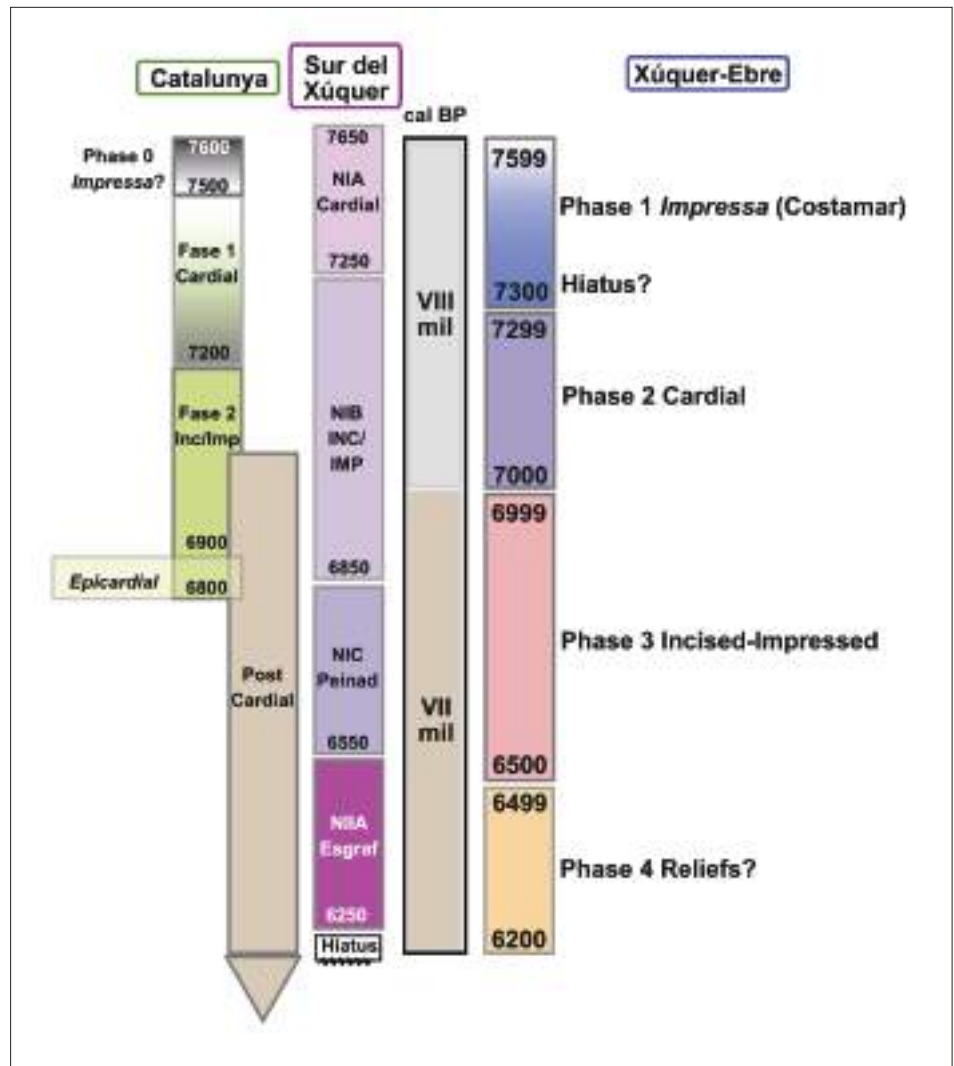 Catalunya
Phase 0
Impressa?
7600
7500
Fase 1
Cardial
7200
Fase 2
Inc/Imp
6900
Epicardial
6800
Post
Cardial
Sur del
Xúquer
7650
NIA
Cardial
7250
NIB
INC/
IMP
6850
NIC
Peinad
6550
NIIA
Esgraf
6250
Hiatus
cal BP
VIII
mil
VII
mil
Xúquer-Ebre
7599
Phase 1 Impressa (Costamar)
7300
Hiatus?
7299
Phase 2 Cardial
7000
6999
Phase 3 Incised-Impressed
6500
6499
Phase 4 Reliefs?
6200